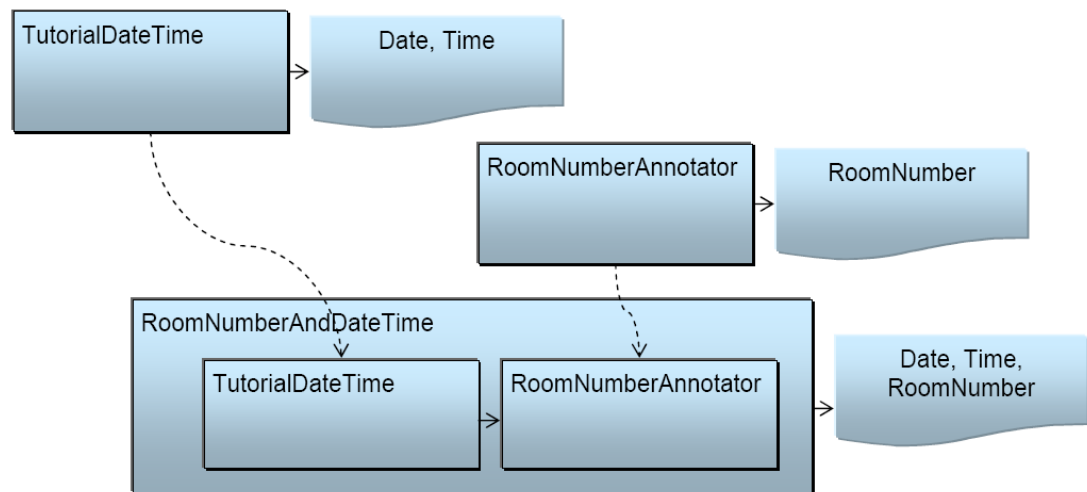 TutorialDateTime
Date, Time
RoomNumberAnnotator
RoomNumber
RoomNumberAndDateTime
TutorialDateTime
RoomNumberAnnotator
Date, Time,
RoomNumber